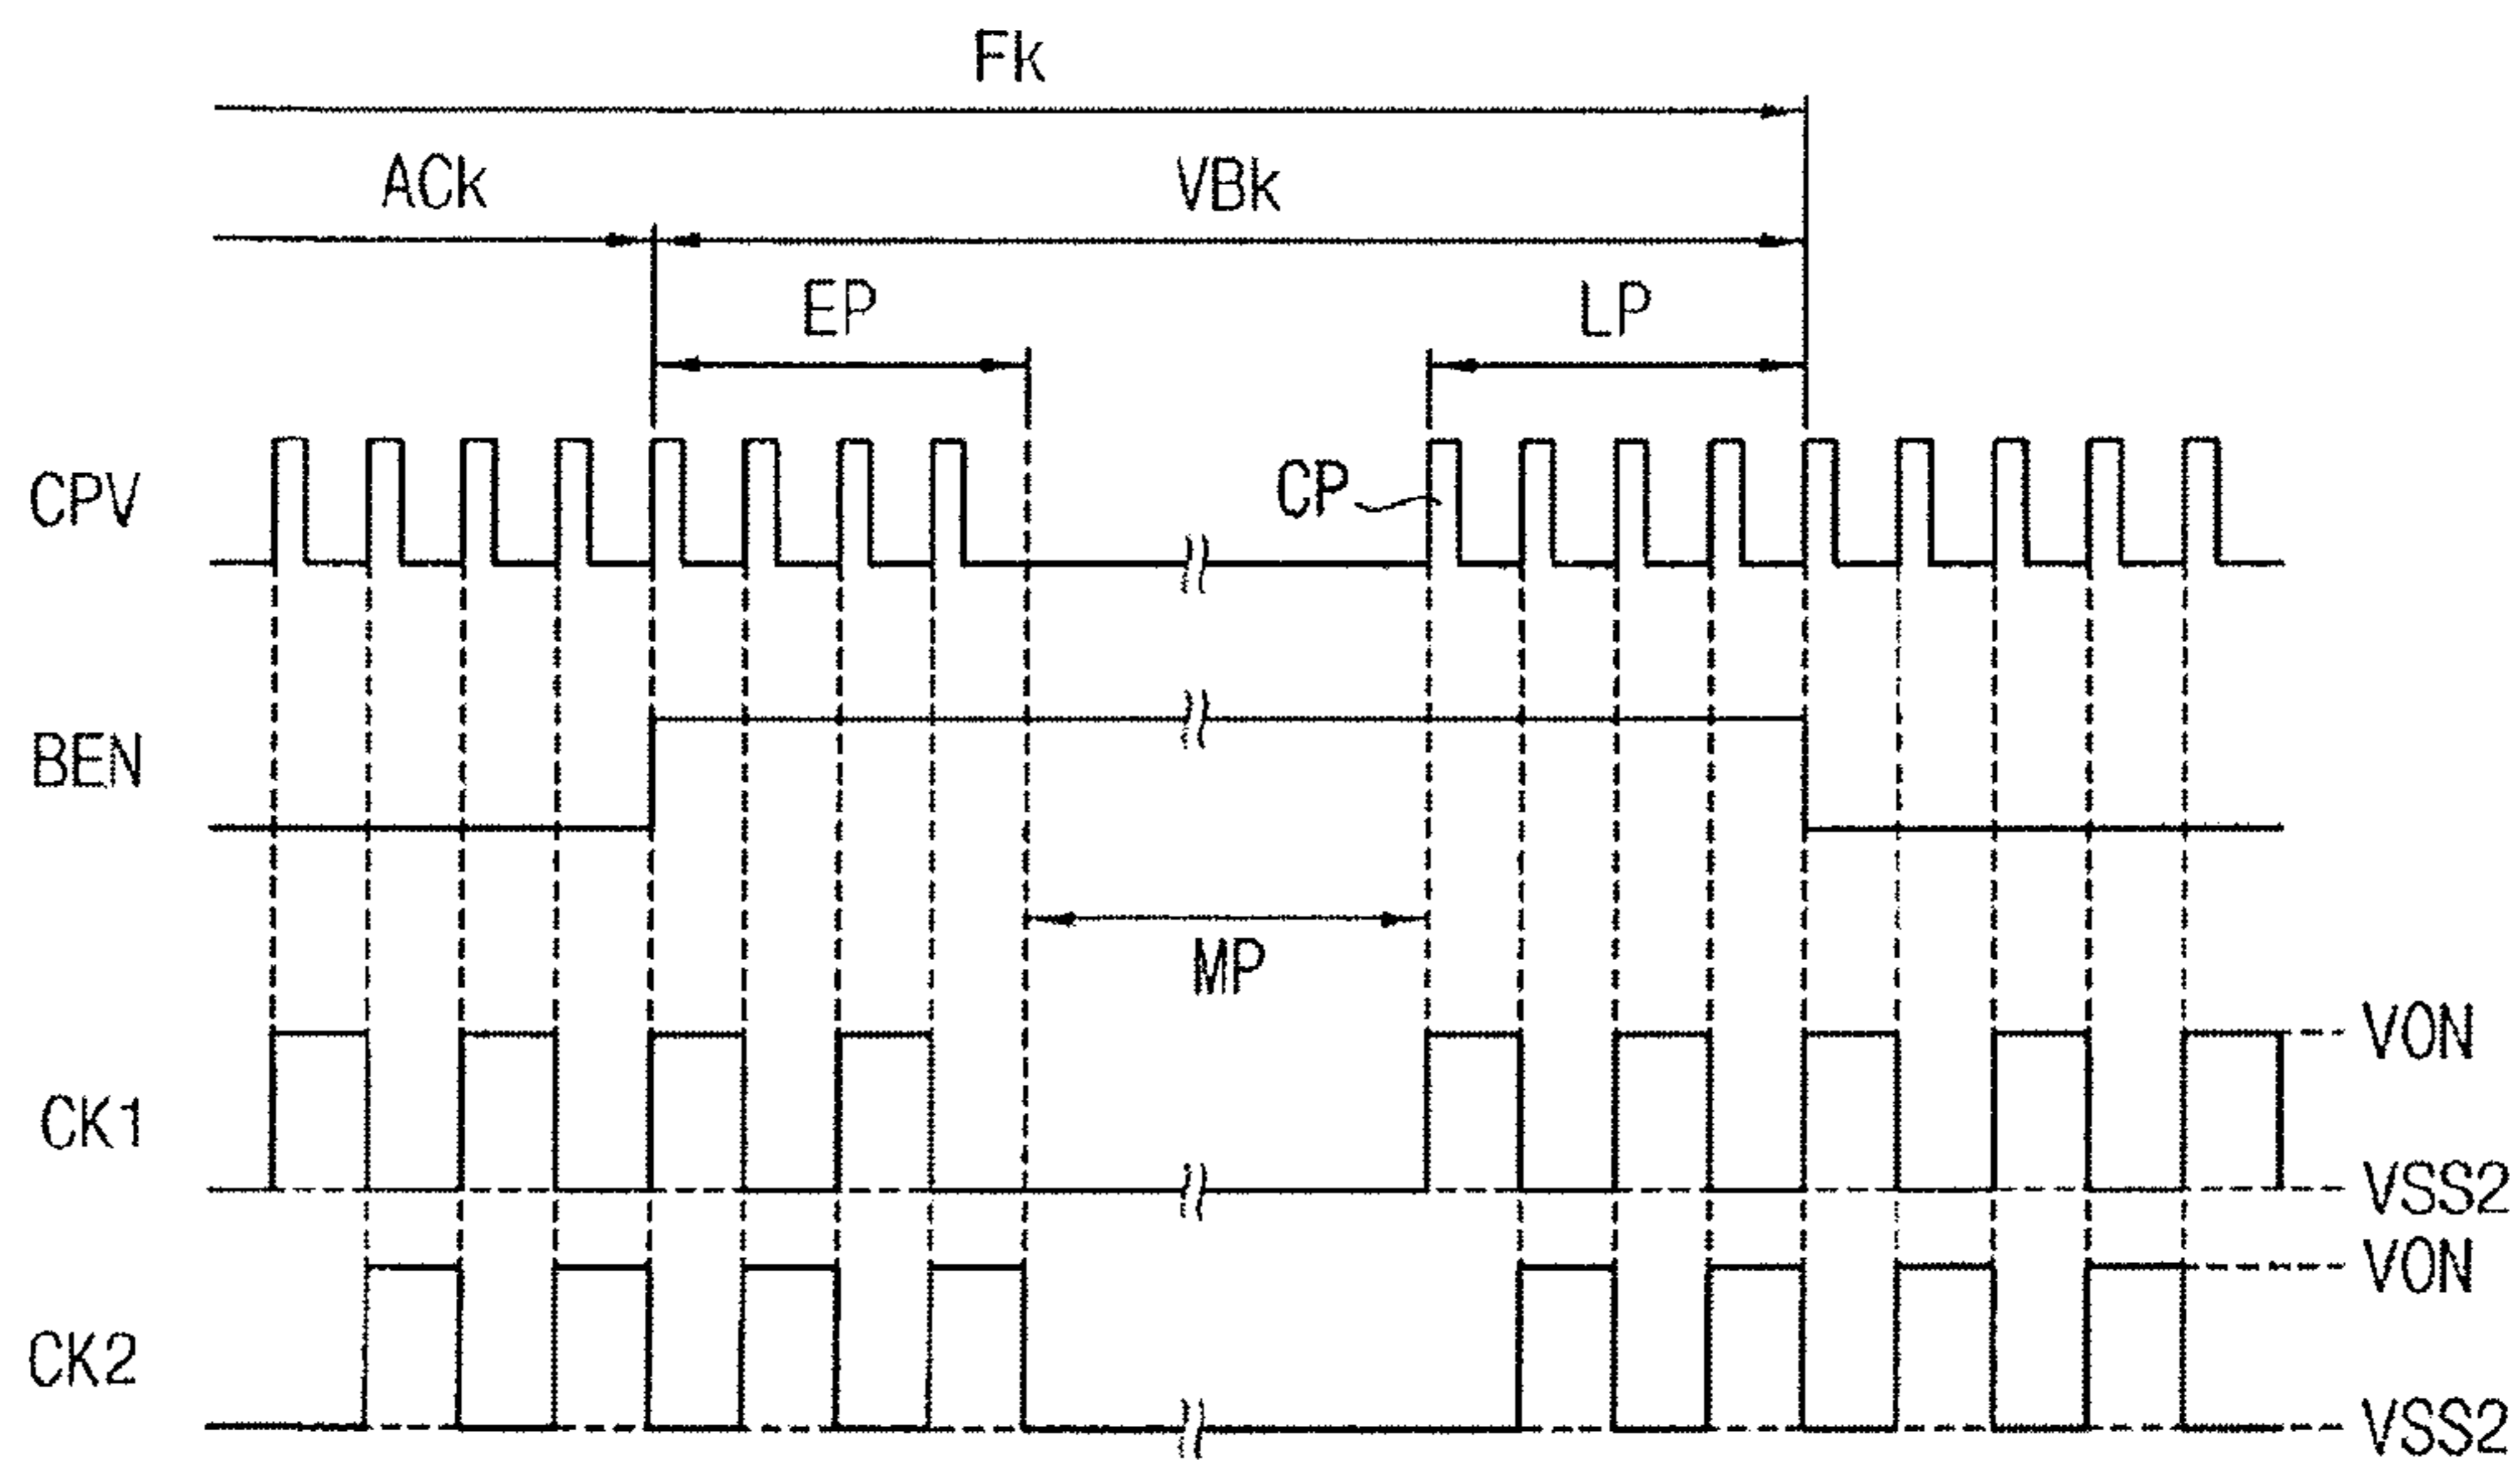 Fk
ACk
VBk
EP
LP
CPV
CP
BEN
MP
VON
CK1
VSS2
VON
CK2
VSS2